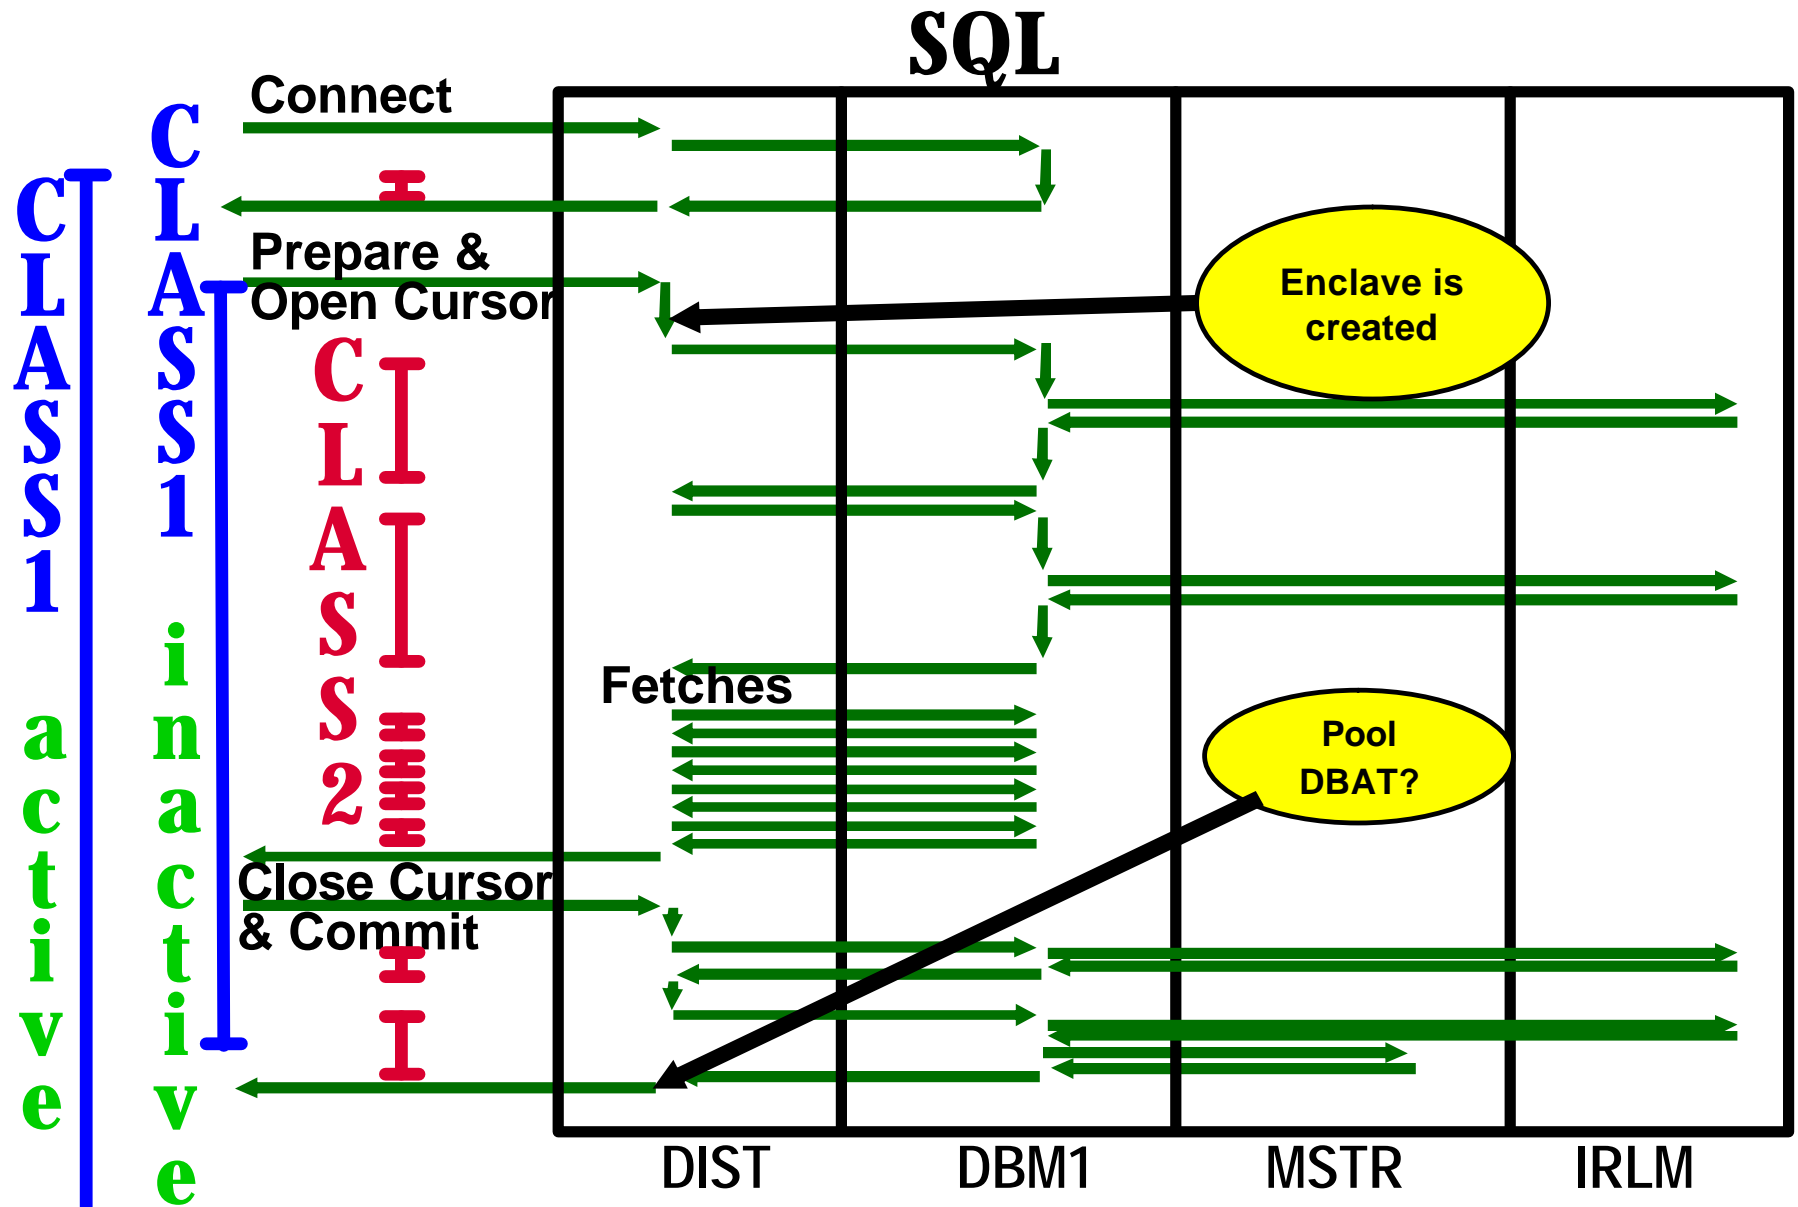 SQL
Connect
Prepare &
Open Cursor
Enclave is
created
CLASS1 active
CLASS1 inactive
CLASS2
Fetches
Pool
DBAT?
Close Cursor
& Commit
DIST
DBM1
MSTR
IRLM